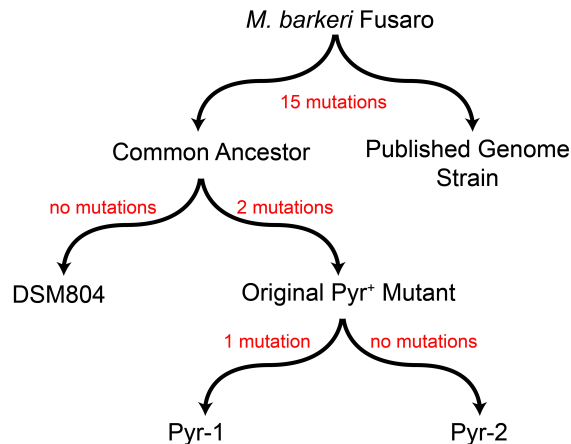 M. barkeri Fusaro
15 mutations
Common Ancestor
Published Genome
Strain
no mutations
2 mutations
DSM804
Original Pyr⁺ Mutant
1 mutation
no mutations
Pyr-1
Pyr-2